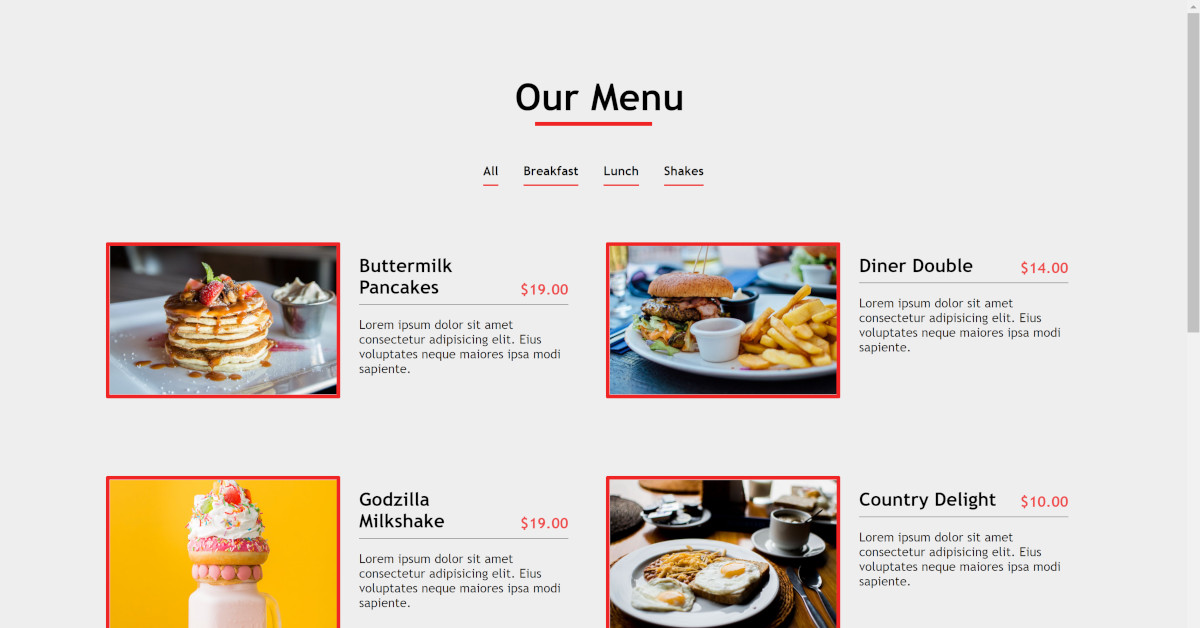 Our Menu
All Breakfast Lunch Shakes
Buttermilk
Pancakes $19.00
Lorem ipsum dolor sit amet
consectetur adipisicing elit. Eius
voluptates neque maiores ipsa modi
sapiente.
Diner Double $14.00
Lorem ipsum dolor sit amet
consectetur adipisicing elit. Eius
voluptates neque maiores ipsa modi
sapiente.
Godzilla
Milkshake $19.00
Lorem ipsum dolor sit amet
consectetur adipisicing elit. Eius
voluptates neque maiores ipsa modi
sapiente.
Country Delight $10.00
Lorem ipsum dolor sit amet
consectetur adipisicing elit. Eius
voluptates neque maiores ipsa modi
sapiente.